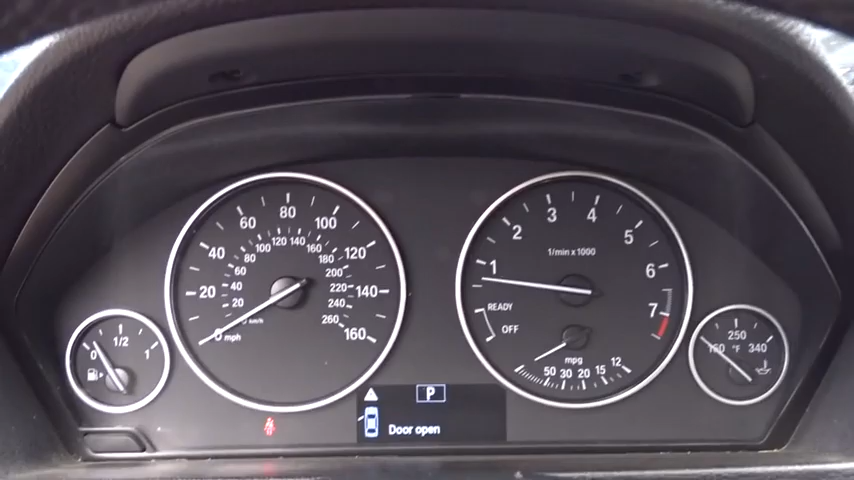 20 40 60 80 100 120 140 160
20 40 60 80 100 120 140 160 180 200 220 240 260
0 mph
km/h
1 2 3 4 5 6 7
1/min x 1000
READY
OFF
mpg
50 30 20 15 12
0 1/2 1
250
160 °F 340
P
Door open